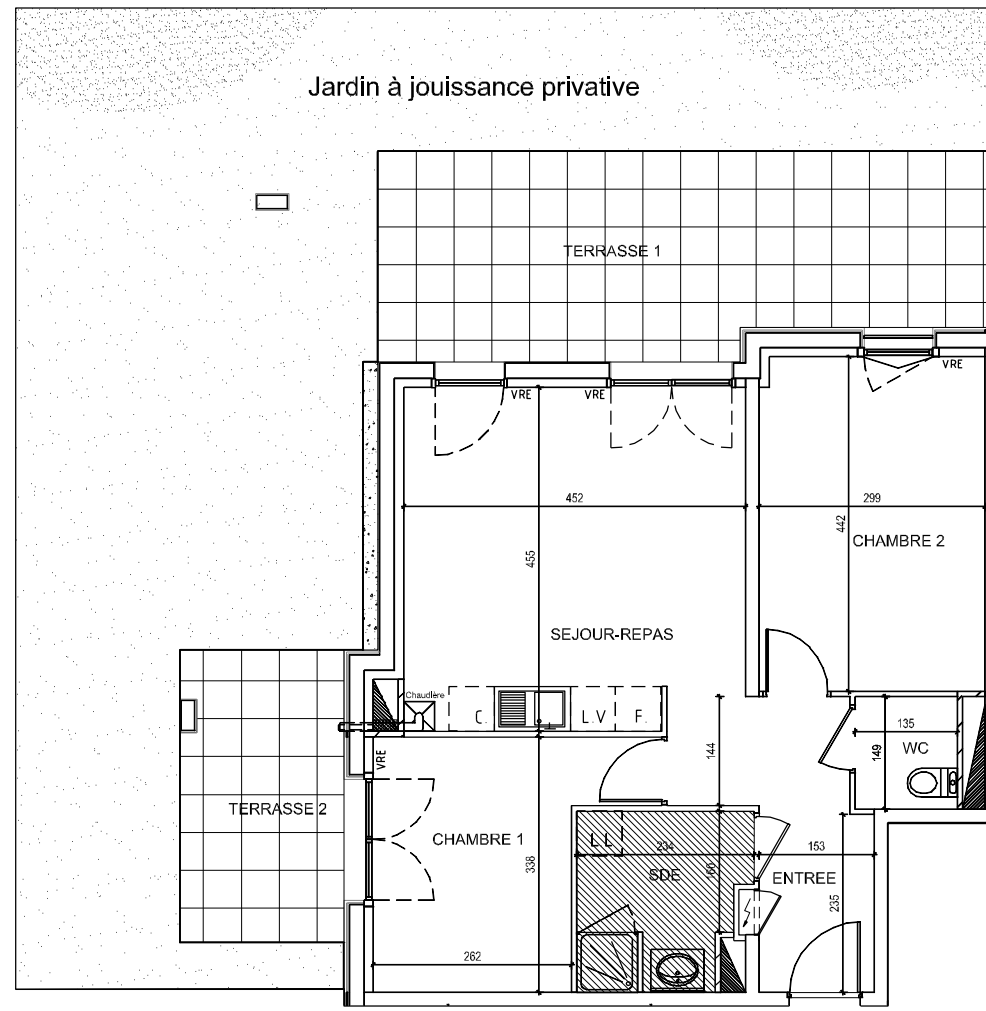 Jardin à jouissance privative
TERRASSE 1
VRE
VRE
VRE
452
299
442
455
CHAMBRE 2
SEJOUR-REPAS
Chaudière
C.
L.V
F.
135
149
WC
144
VRE
TERRASSE 2
CHAMBRE 1
338
L.L
234
160
SDE
153
ENTREE
235
262